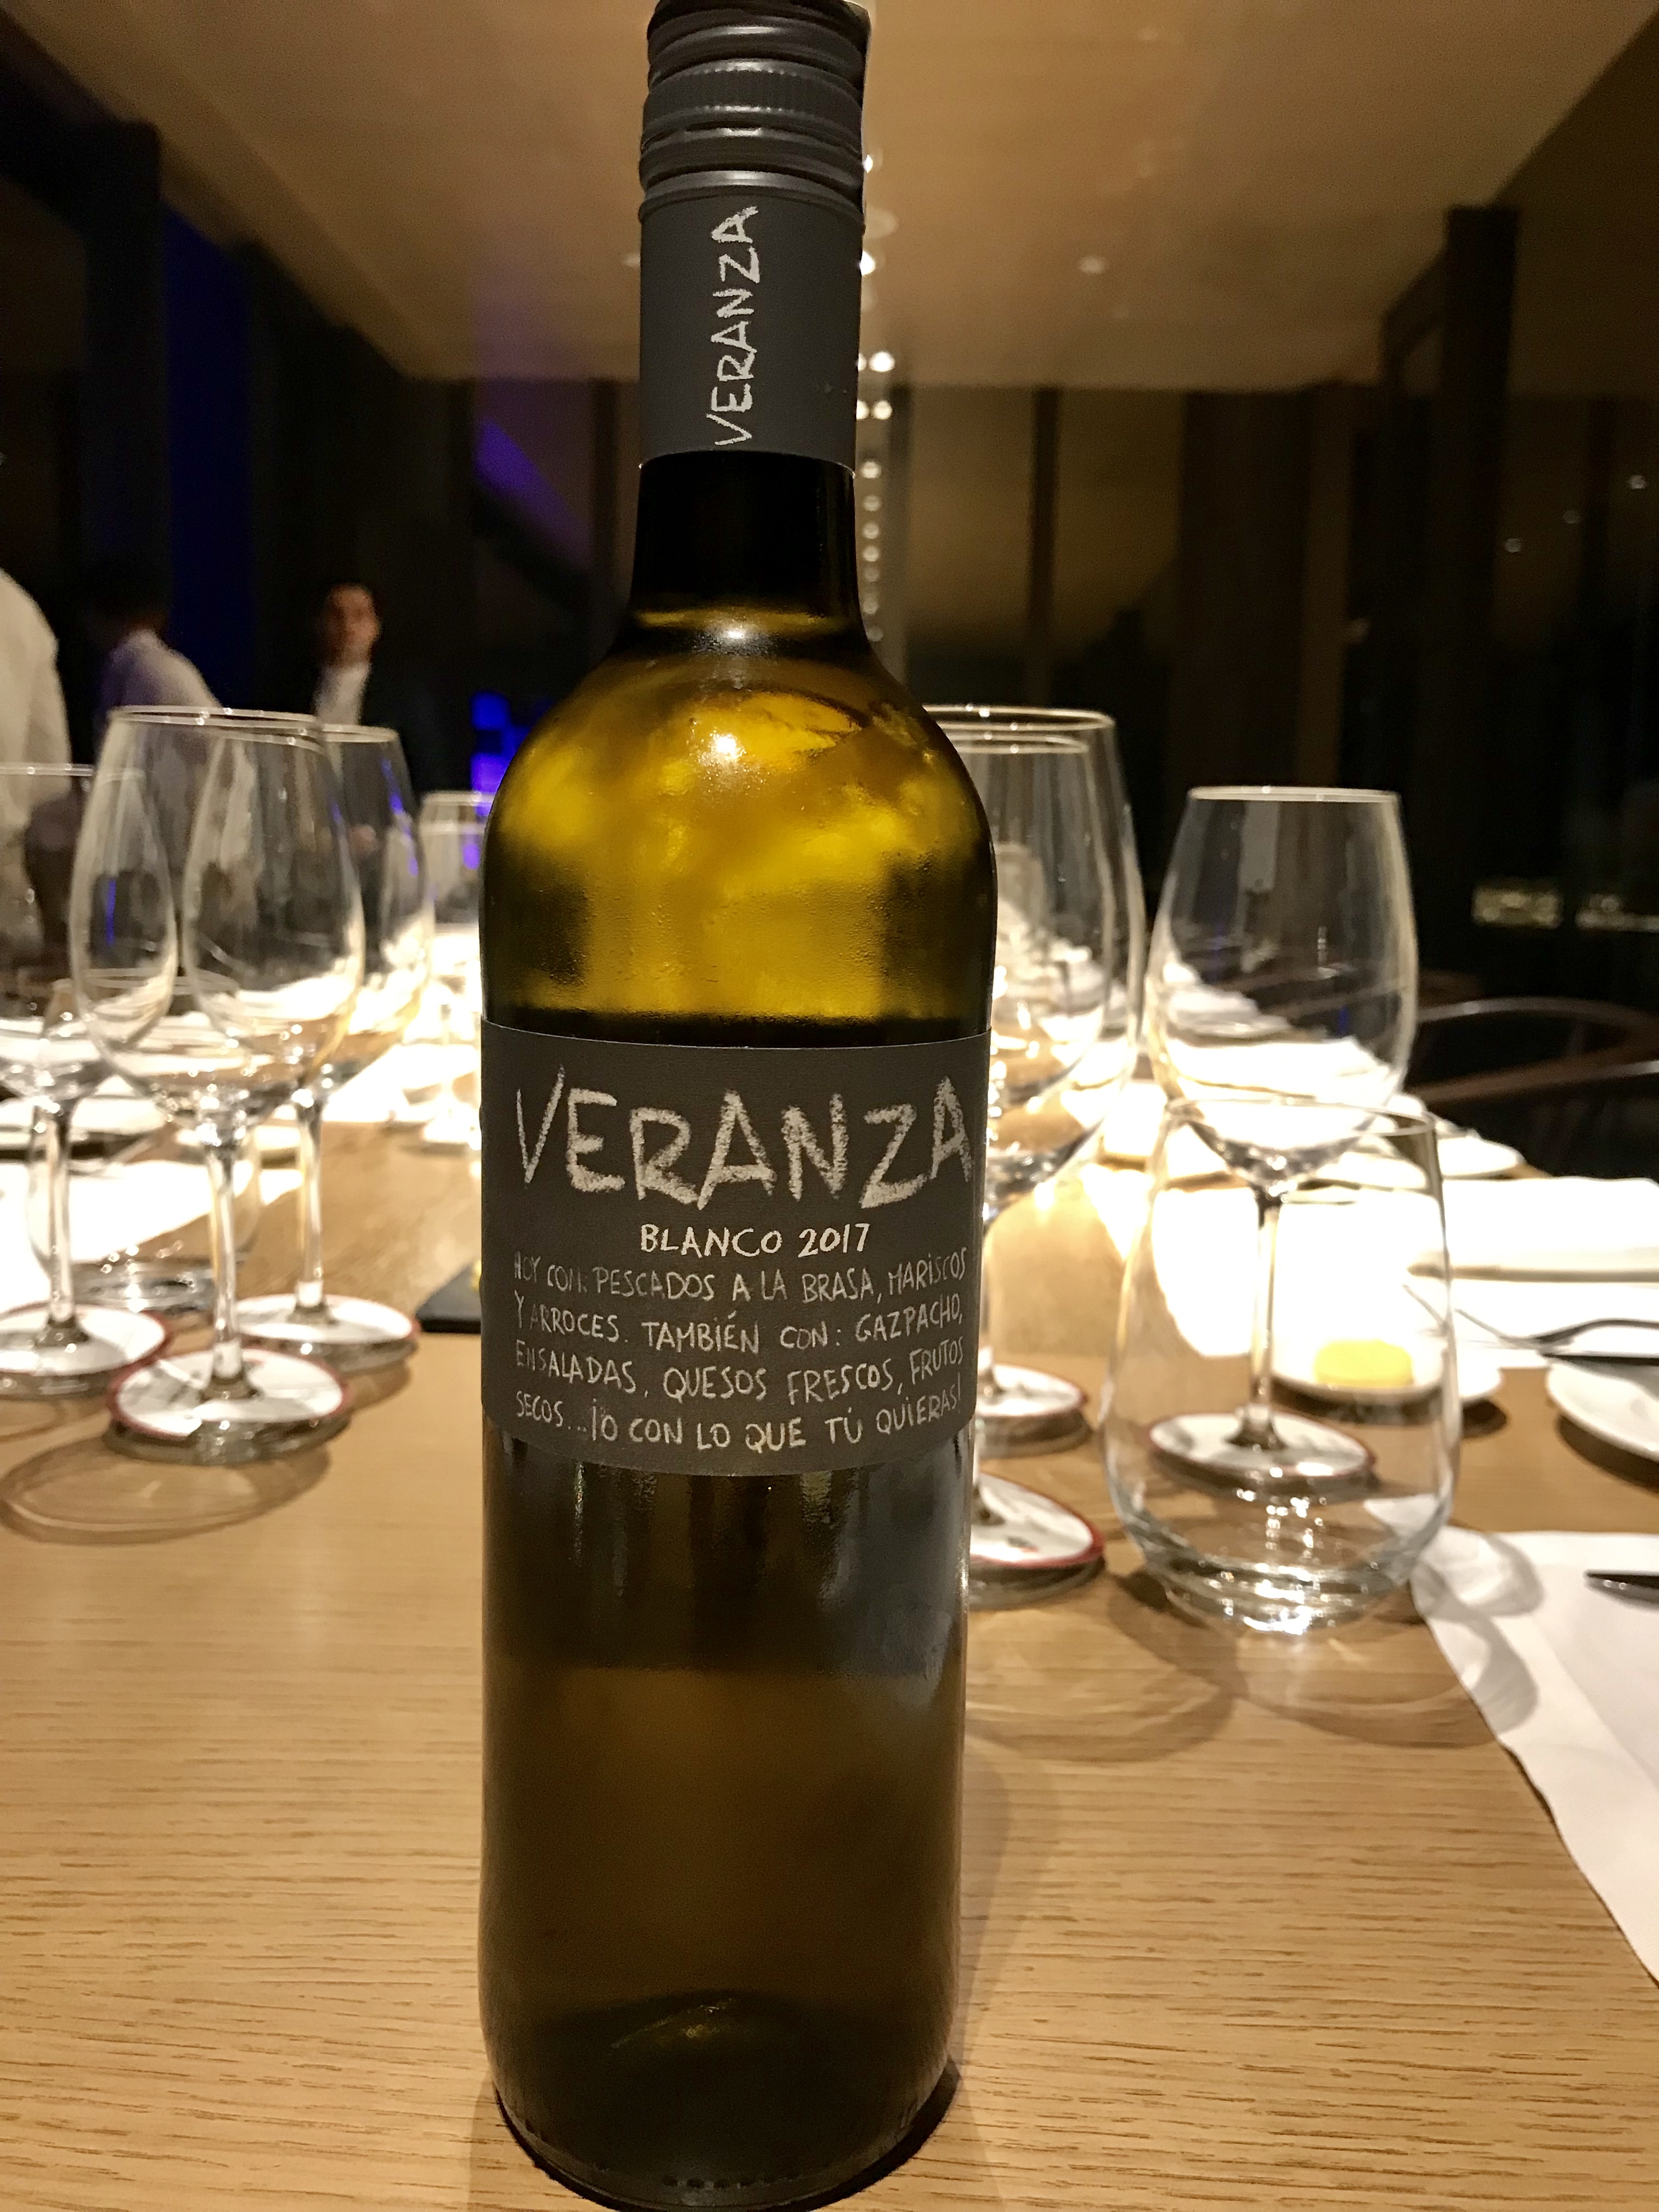 VERANZA
VERANZA
BLANCO 2017
HOY CON: PESCADOS A LA BRASA, MARISCOS
Y ARROCES. TAMBIÉN CON: GAZPACHO,
ENSALADAS, QUESOS FRESCOS, FRUTOS
SECOS...¡O CON LO QUE TÚ QUIERAS!